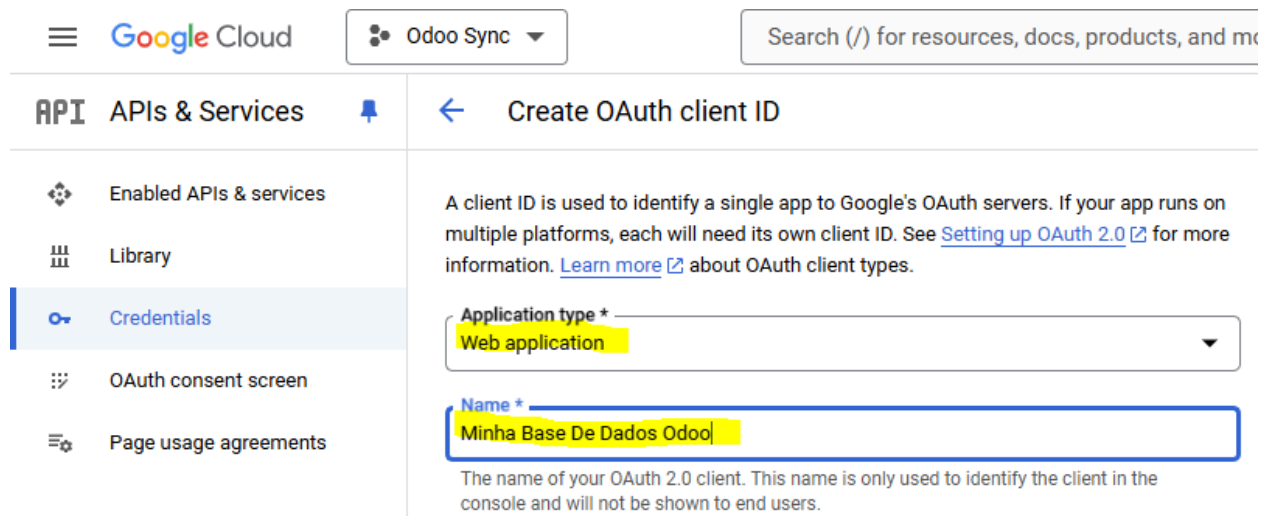 Google Cloud
Odoo Sync
Search (/) for resources, docs, products, and mo
API APIs & Services
Create OAuth client ID
Enabled APIs & services
Library
Credentials
OAuth consent screen
Page usage agreements
A client ID is used to identify a single app to Google's OAuth servers. If your app runs on
multiple platforms, each will need its own client ID. See Setting up OAuth 2.0 for more
information. Learn more about OAuth client types.
Application type *
Web application
Name *
Minha Base De Dados Odoo
The name of your OAuth 2.0 client. This name is only used to identify the client in the
console and will not be shown to end users.